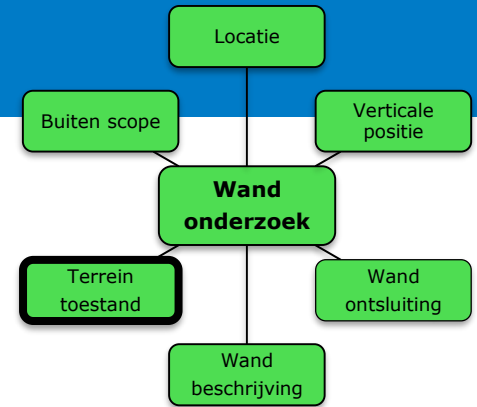 Locatie
Buiten scope
Verticale
positie
Wand
onderzoek
Terrein
toestand
Wand
ontsluiting
Wand
beschrijving